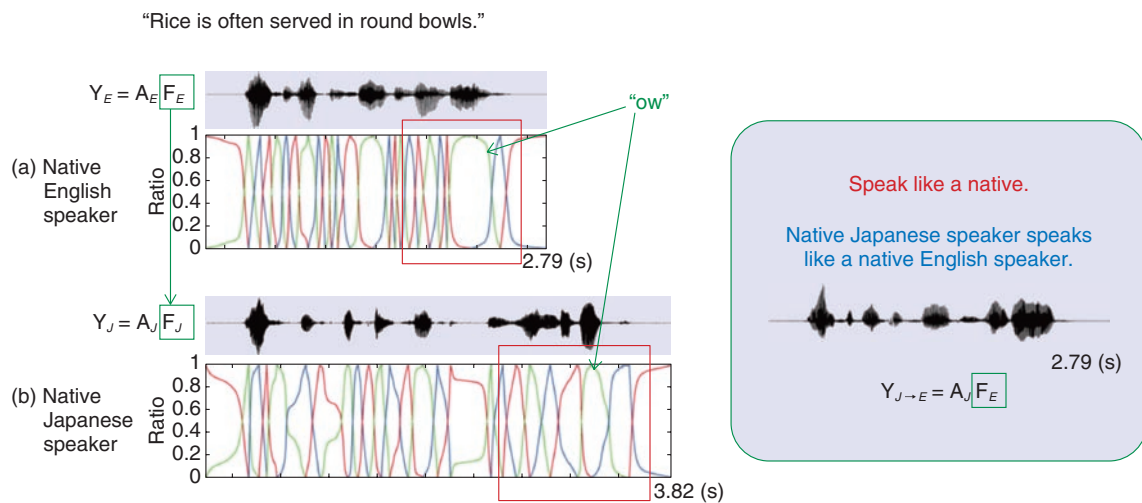 “Rice is often served in round bowls.”
Y_E = A_E F_E
“ow”
(a) Native
English
speaker
Ratio
1
0.8
0.6
0.4
0.2
0
2.79 (s)
Y_J = A_J F_J
(b) Native
Japanese
speaker
Ratio
1
0.8
0.6
0.4
0.2
0
3.82 (s)
Speak like a native.
Native Japanese speaker speaks
like a native English speaker.
2.79 (s)
Y_{J→E} = A_J F_E